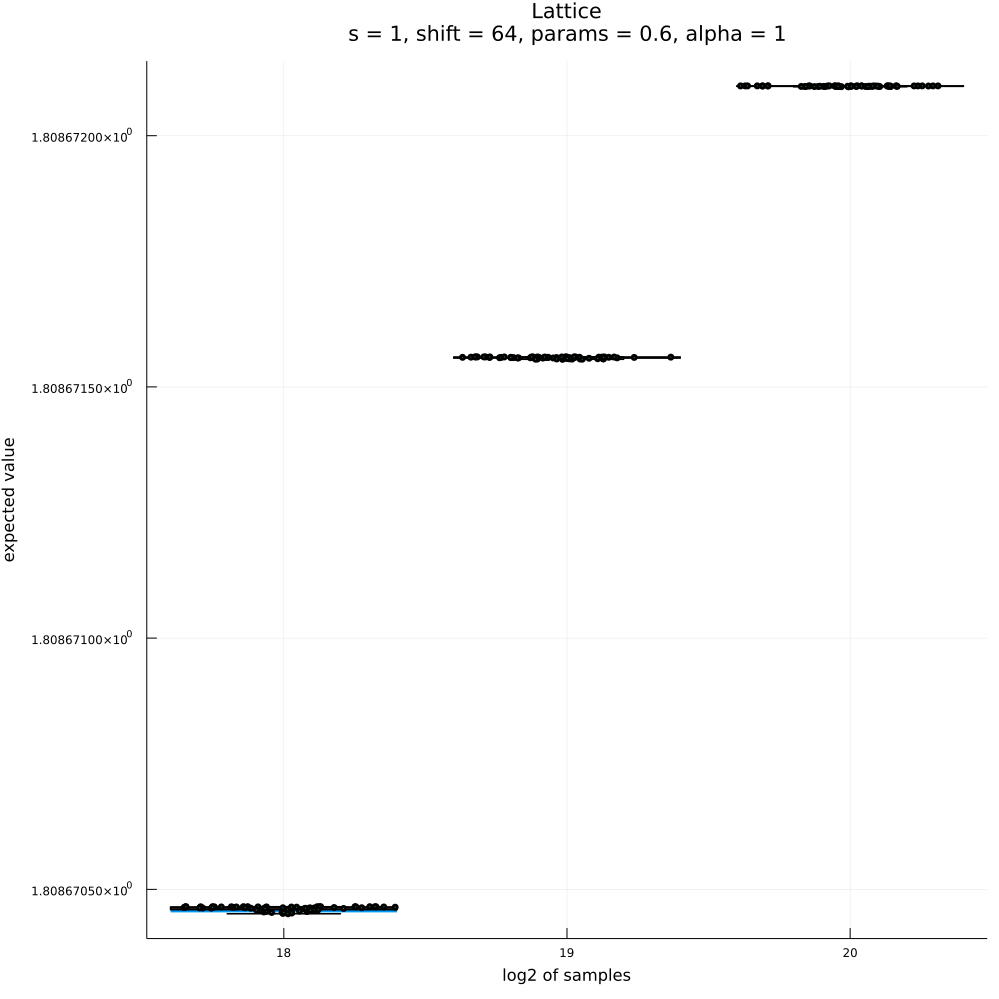 Lattice
s = 1, shift = 64, params = 0.6, alpha = 1
expected value
1.80867200×10⁰
1.80867150×10⁰
1.80867100×10⁰
1.80867050×10⁰
18 19 20
log2 of samples